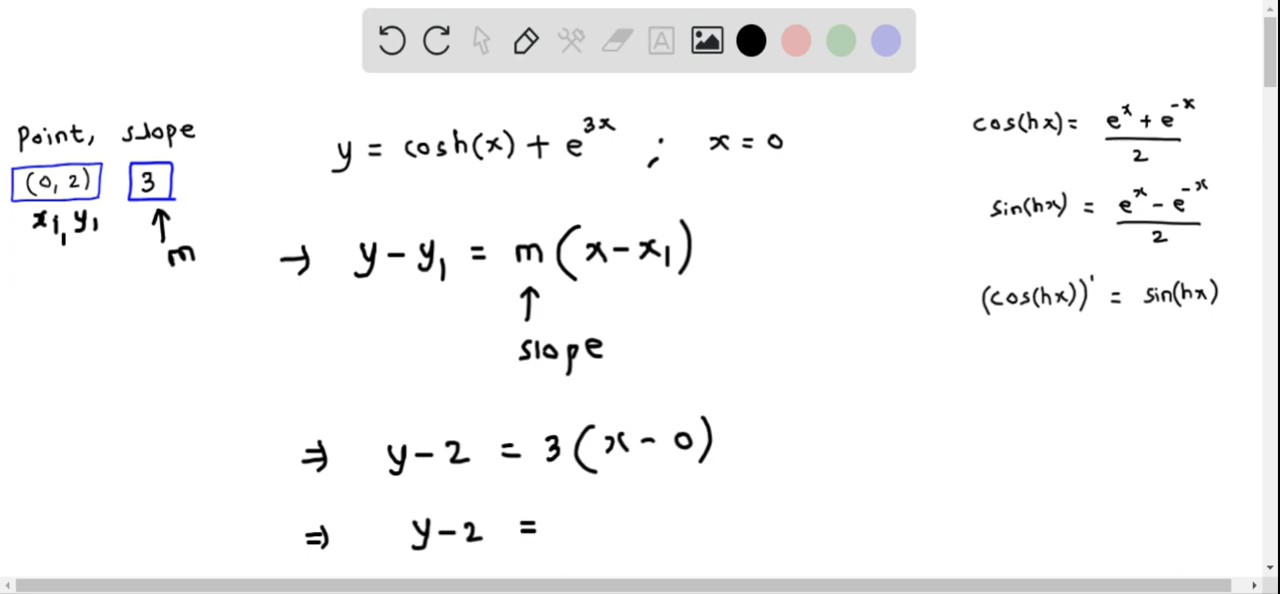 Point, slope
(0, 2) 3
x1, y1 ↑
m
y = cosh(x) + e^3x ; x = 0
→ y - y1 = m(x - x1)
↑
slope
⇒ y - 2 = 3(x - 0)
⇒ y - 2 =
cos(hx) = (e^x + e^-x)/2
sin(hx) = (e^x - e^-x)/2
(cos(hx))' = sin(hx)
A